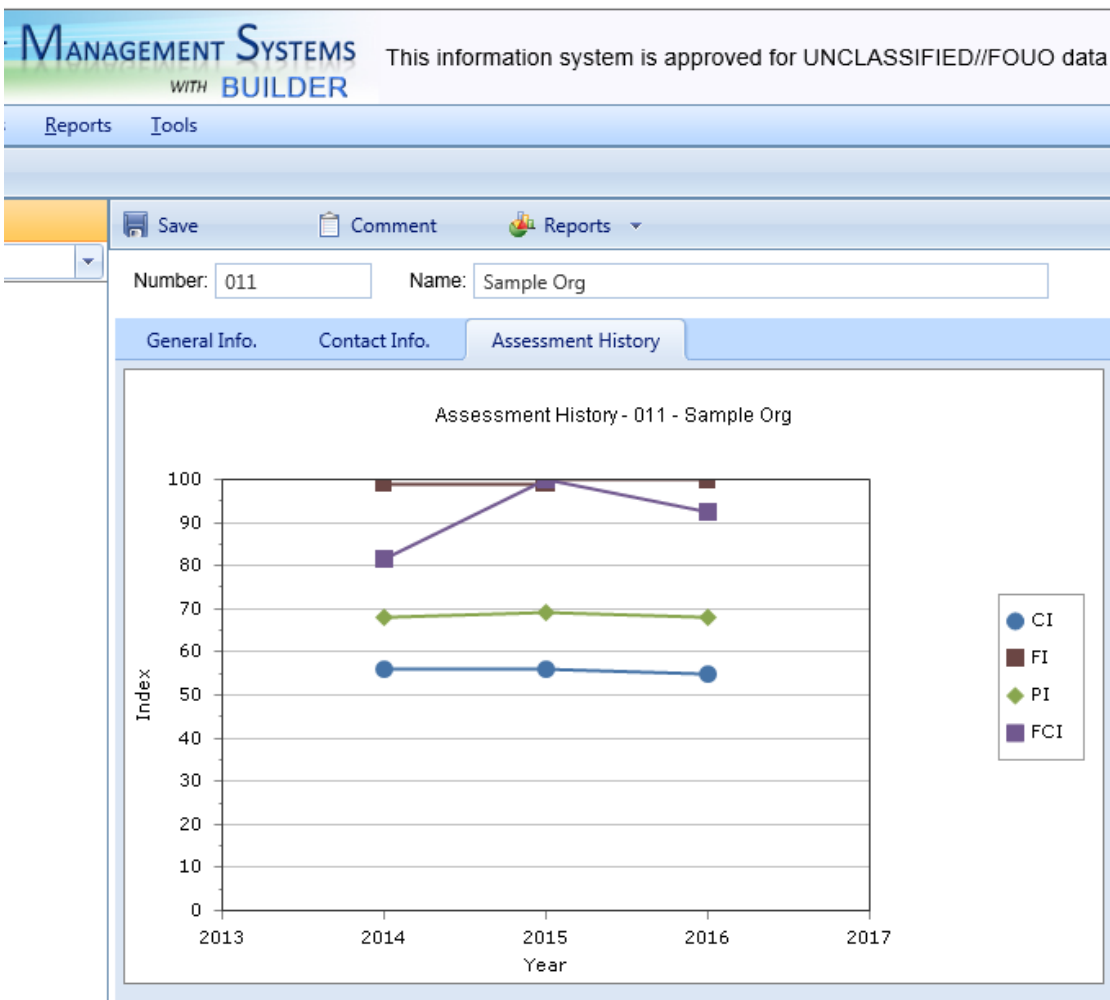 MANAGEMENT SYSTEMS
WITH BUILDER
This information system is approved for UNCLASSIFIED//FOUO data
Reports Tools
Save Comment Reports
Number: 011 Name: Sample Org
General Info. Contact Info. Assessment History
Assessment History - 011 - Sample Org
100
90
80
70
60
50
40
30
20
10
0
Index
2013 2014 2015 2016 2017
Year
CI
FI
PI
FCI